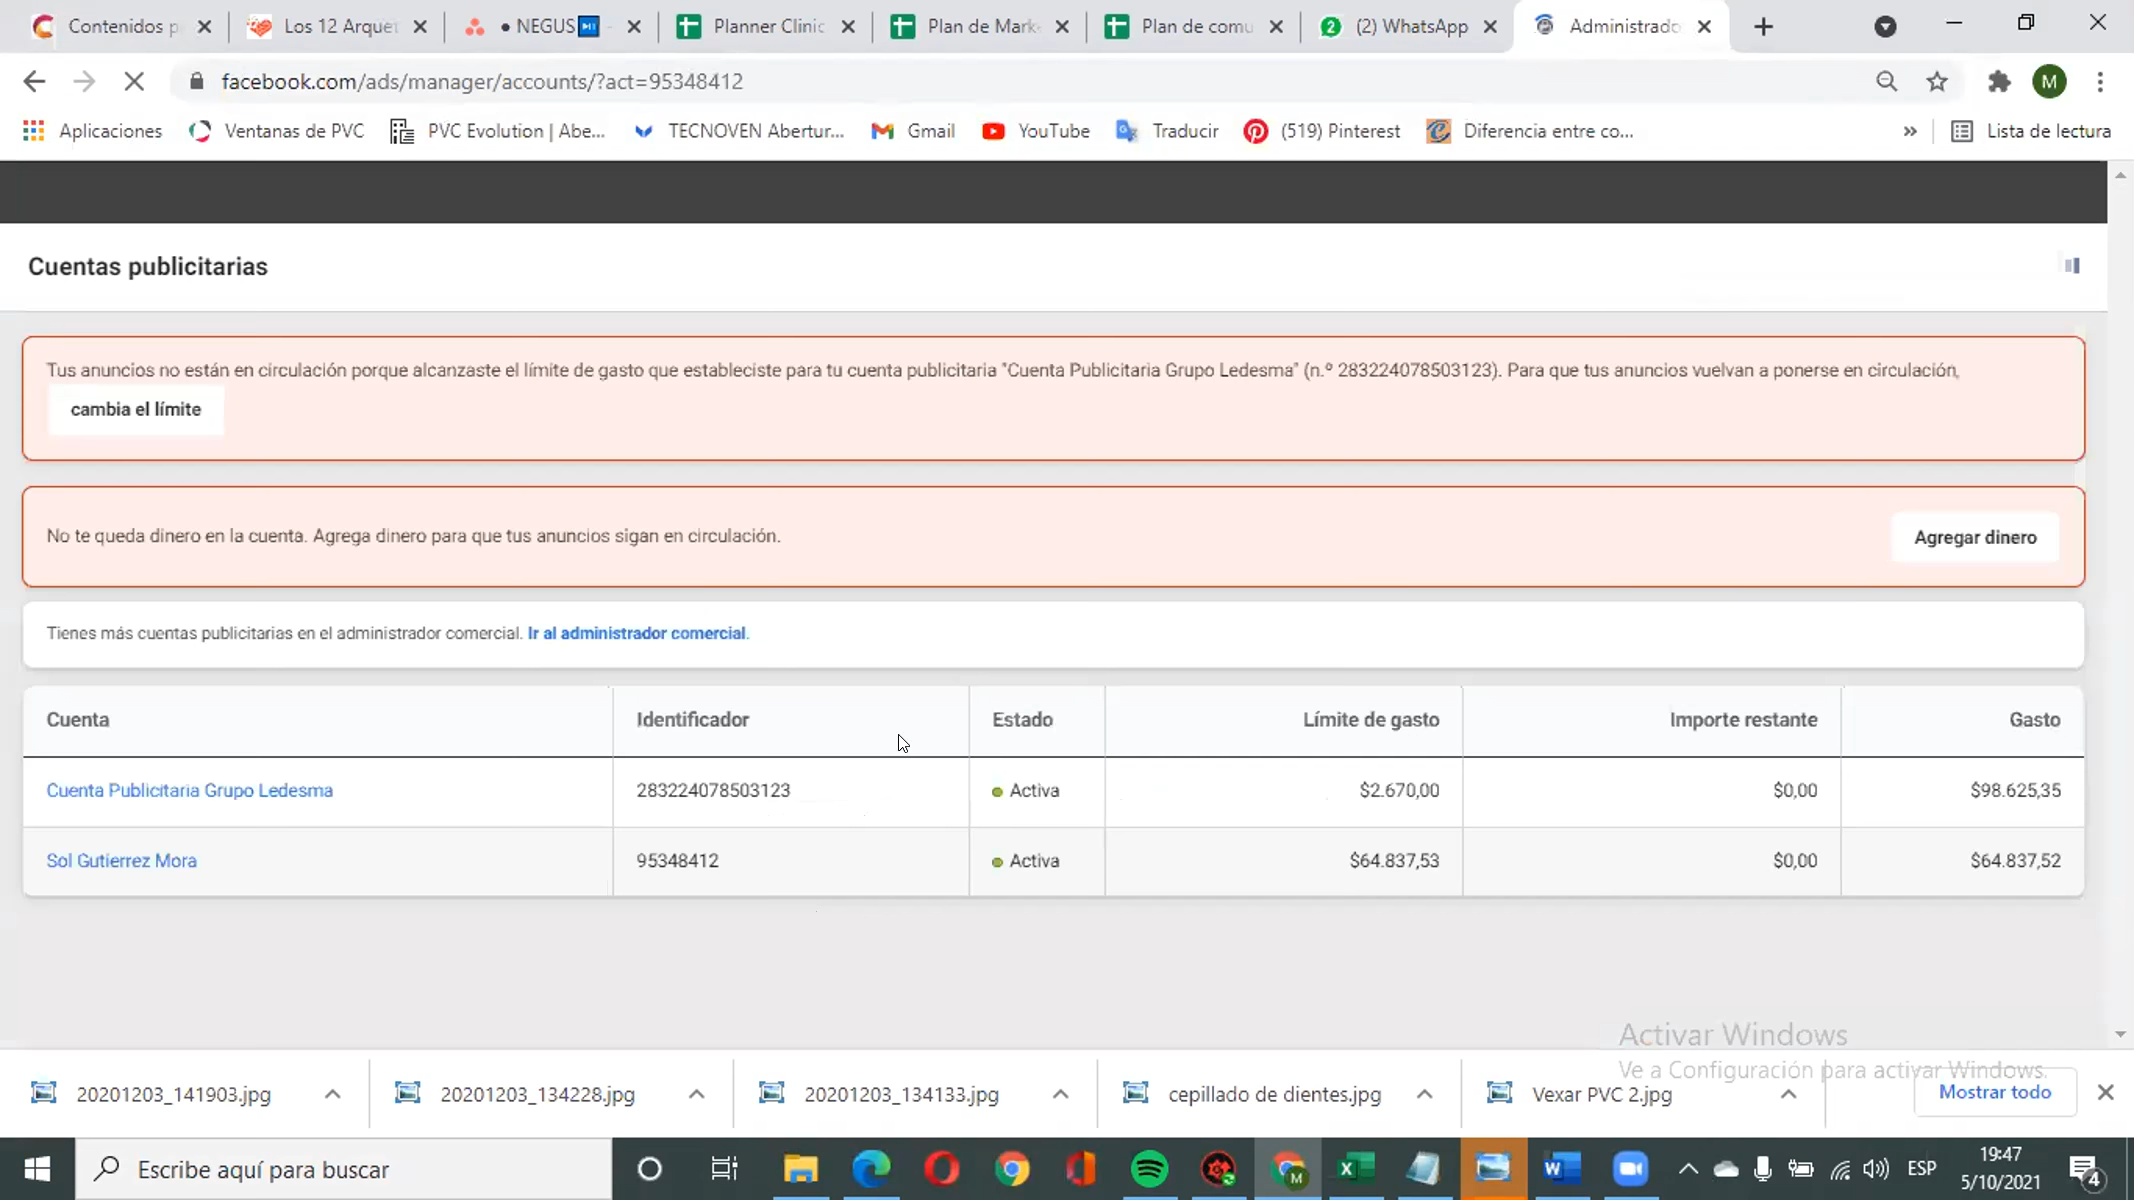 Contenidos p
Los 12 Arquet
• NEGUS
Planner Clinic
Plan de Mark
Plan de comu
(2) WhatsApp
Administrado
facebook.com/ads/manager/accounts/?act=95348412
M
Aplicaciones
Ventanas de PVC
PVC Evolution | Abe...
TECNOVEN Abertur...
Gmail
YouTube
Traducir
(519) Pinterest
Diferencia entre co...
»
Lista de lectura
Cuentas publicitarias
Tus anuncios no están en circulación porque alcanzaste el límite de gasto que estableciste para tu cuenta publicitaria "Cuenta Publicitaria Grupo Ledesma" (n.º 283224078503123). Para que tus anuncios vuelvan a ponerse en circulación,
cambia el límite
No te queda dinero en la cuenta. Agrega dinero para que tus anuncios sigan en circulación.
Agregar dinero
Tienes más cuentas publicitarias en el administrador comercial. Ir al administrador comercial.
Cuenta Identificador Estado Límite de gasto Importe restante Gasto
Cuenta Publicitaria Grupo Ledesma 283224078503123 Activa $2.670,00 $0,00 $98.625,35
Sol Gutierrez Mora 95348412 Activa $64.837,53 $0,00 $64.837,52
Activar Windows
Ve a Configuración para activar Windows.
20201203_141903.jpg
20201203_134228.jpg
20201203_134133.jpg
cepillado de dientes.jpg
Vexar PVC 2.jpg
Mostrar todo
Escribe aquí para buscar
ESP
19:47
5/10/2021
4